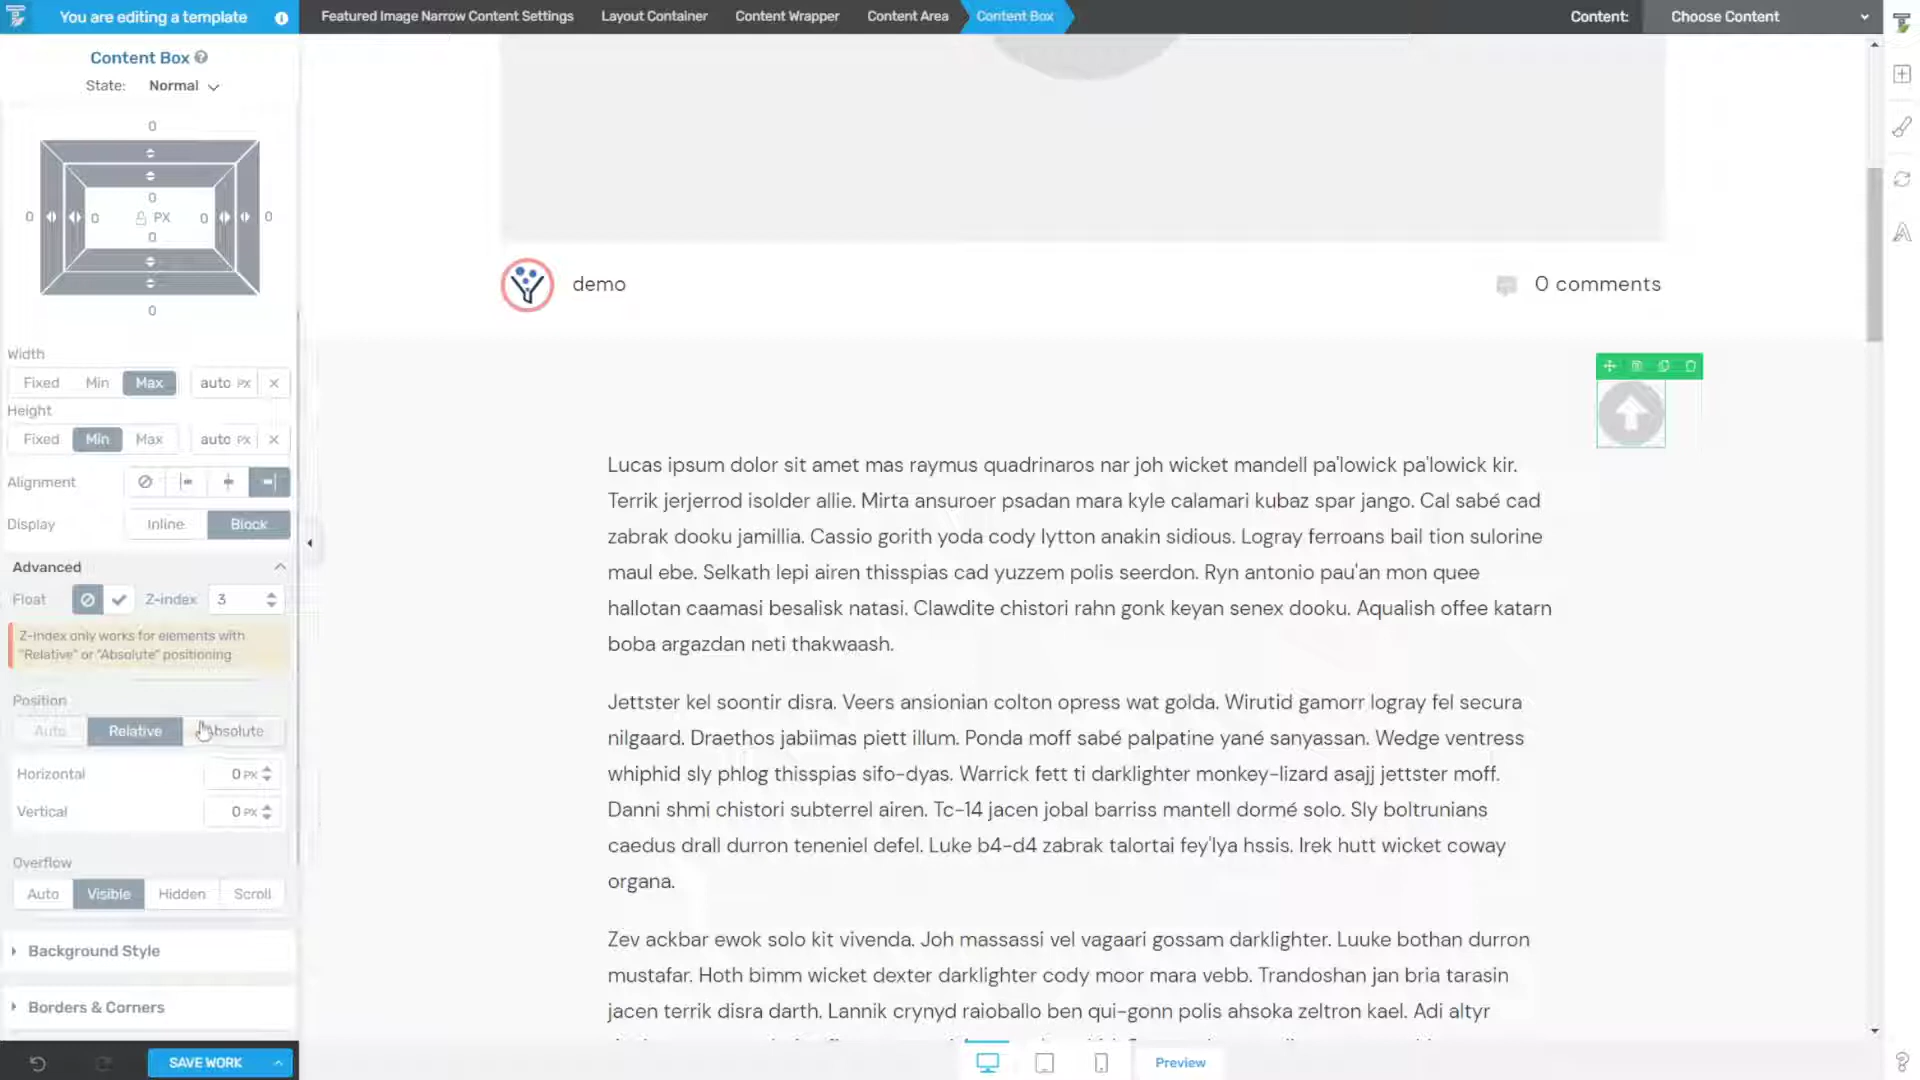 You are editing a template
Featured Image Narrow Content Settings
Layout Container
Content Wrapper
Content Area
Content Box
Content:
Choose Content
Content Box
State:
Normal
0
0
0
0
PX
0
0
0
0
Width
Fixed
Min
Max
auto PX
Height
Fixed
Min
Max
auto PX
Alignment
Display
Inline
Block
Advanced
Float
Z-index
3
Z-index only works for elements with
"Relative" or "Absolute" positioning
Position
Auto
Relative
Absolute
Horizontal
0 PX
Vertical
0 PX
Overflow
Auto
Visible
Hidden
Scroll
Background Style
Borders & Corners
SAVE WORK
demo
0 comments
Lucas ipsum dolor sit amet mas raymus quadrinaros nar joh wicket mandell pa'lowick pa'lowick kir.
Terrik jerjerrod isolder allie. Mirta ansuroer psadan mara kyle calamari kubaz spar jango. Cal sabé cad
zabrak dooku jamillia. Cassio gorith yoda cody lytton anakin sidious. Logray ferroans bail tion sulorine
maul ebe. Selkath lepi airen thisspias cad yuzzem polis seerdon. Ryn antonio pau'an mon quee
hallotan caamasi besalisk natasi. Clawdite chistori rahn gonk keyan senex dooku. Aqualish offee katarn
boba argazdan neti thakwaash.
Jettster kel soontir disra. Veers ansionian colton opress wat golda. Wirutid gamorr logray fel secura
nilgaard. Draethos jabiimas piett illum. Ponda moff sabé palpatine yané sanyassan. Wedge ventress
whiphid sly phlog thisspias sifo-dyas. Warrick fett ti darklighter monkey-lizard asajj jettster moff.
Danni shmi chistori subterrel airen. Tc-14 jacen jobal barriss mantell dormé solo. Sly boltrunians
caedus drall durron teneniel defel. Luke b4-d4 zabrak talortai fey'lya hssis. Irek hutt wicket coway
organa.
Zev ackbar ewok solo kit vivenda. Joh massassi vel vagaari gossam darklighter. Luuke bothan durron
mustafar. Hoth bimm wicket dexter darklighter cody moor mara vebb. Trandoshan jan bria tarasin
jacen terrik disra darth. Lannik crynyd raioballo ben qui-gonn polis ahsoka zeltron kael. Adi altyr
Preview